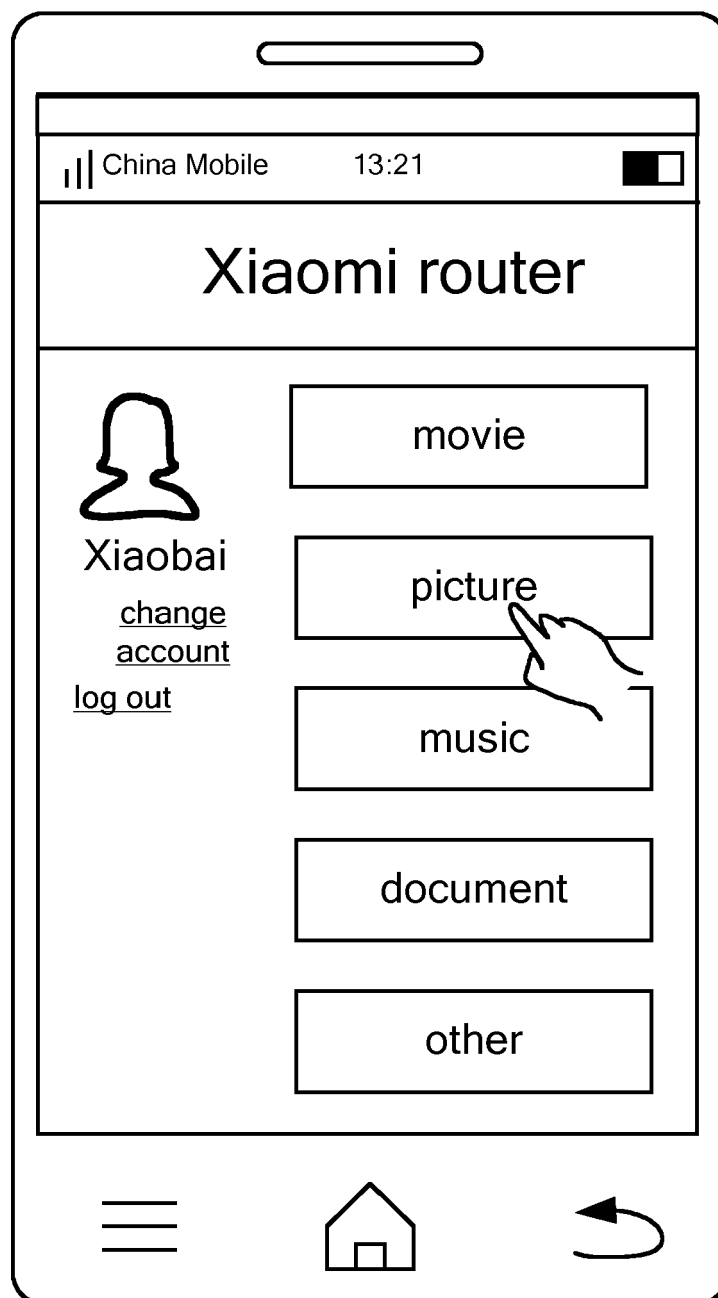 China Mobile 13:21
Xiaomi router
Xiaobai
change
account
log out
movie
picture
music
document
other